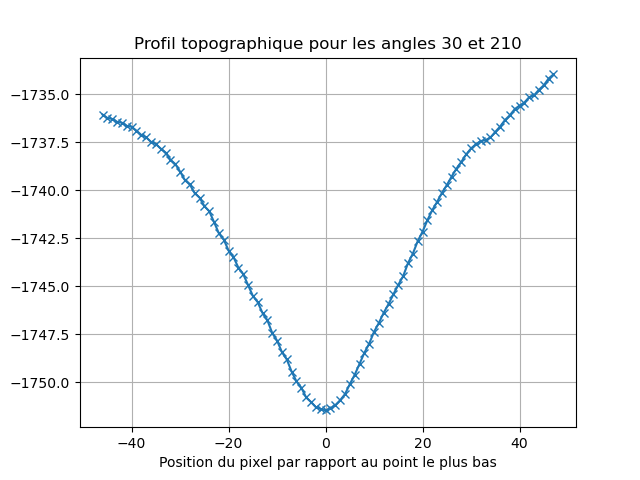 Profil topographique pour les angles 30 et 210
−1735.0
−1737.5
−1740.0
−1742.5
−1745.0
−1747.5
−1750.0
−40 −20 0 20 40
Position du pixel par rapport au point le plus bas